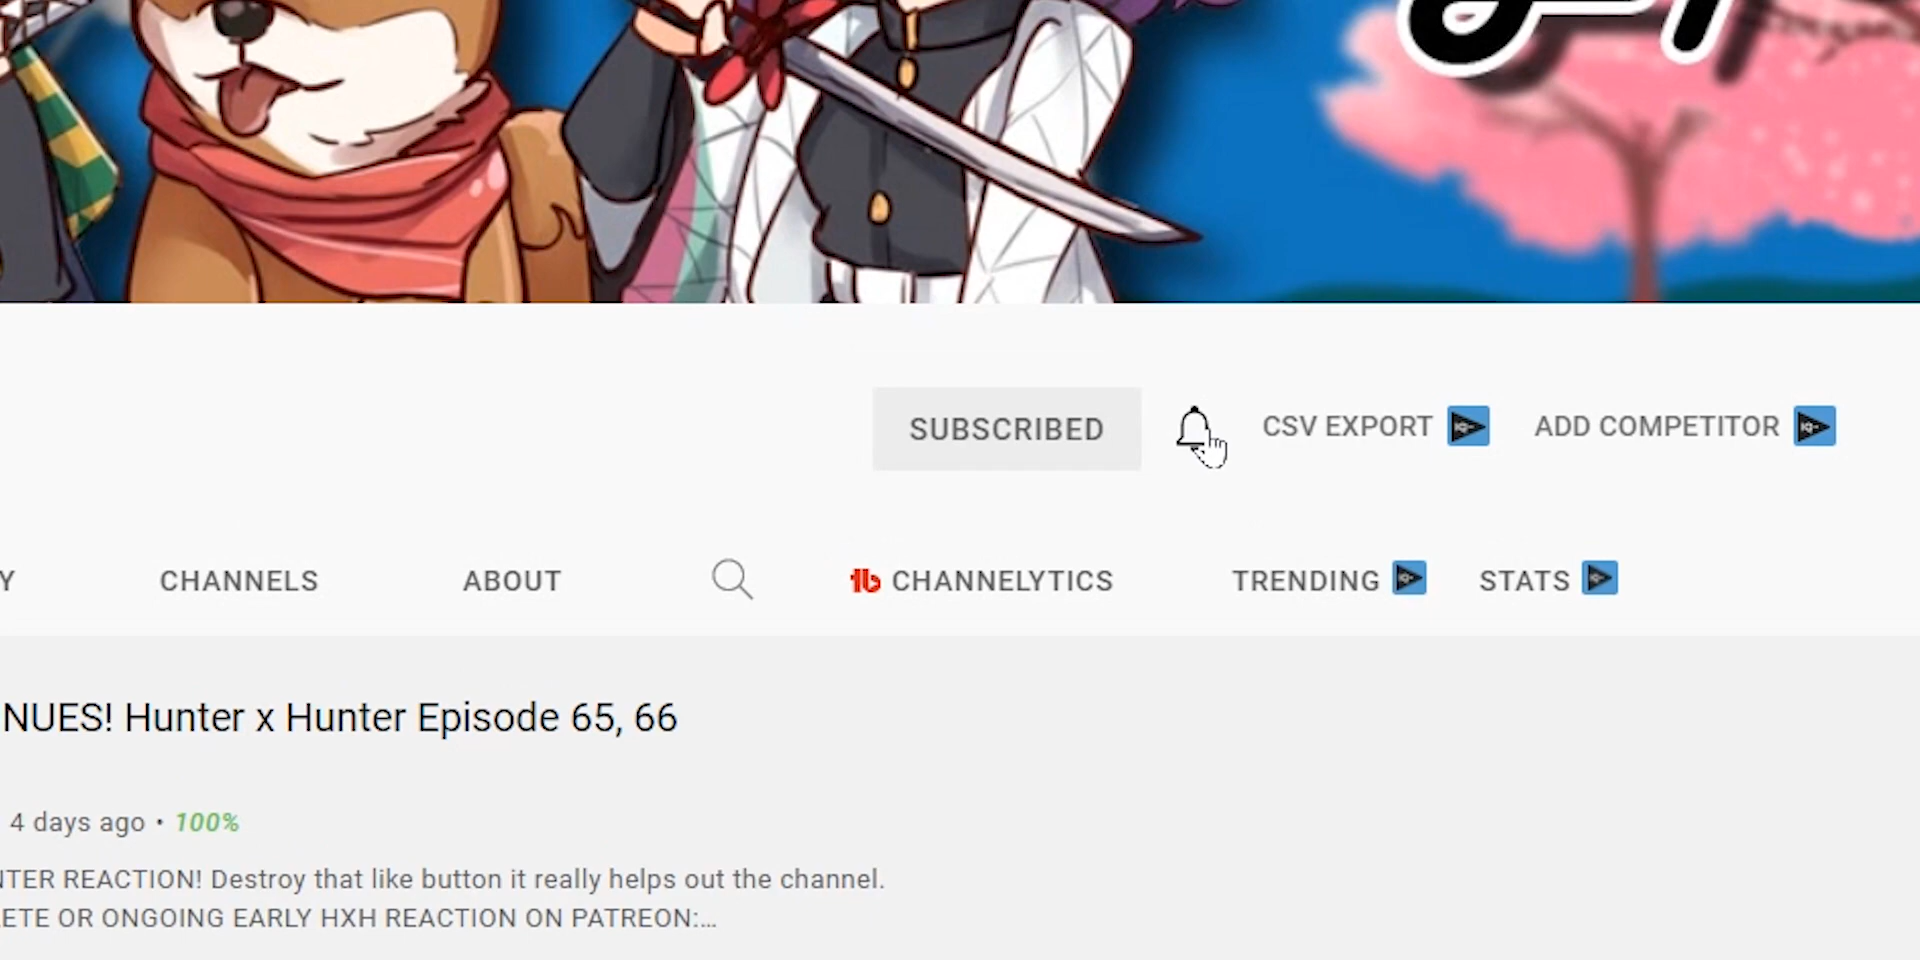 SUBSCRIBED
CSV EXPORT
ADD COMPETITOR
Y
CHANNELS
ABOUT
CHANNELYTICS
TRENDING
STATS
NUES! Hunter x Hunter Episode 65, 66
4 days ago • 100%
NTER REACTION! Destroy that like button it really helps out the channel.
ETE OR ONGOING EARLY HXH REACTION ON PATREON:...